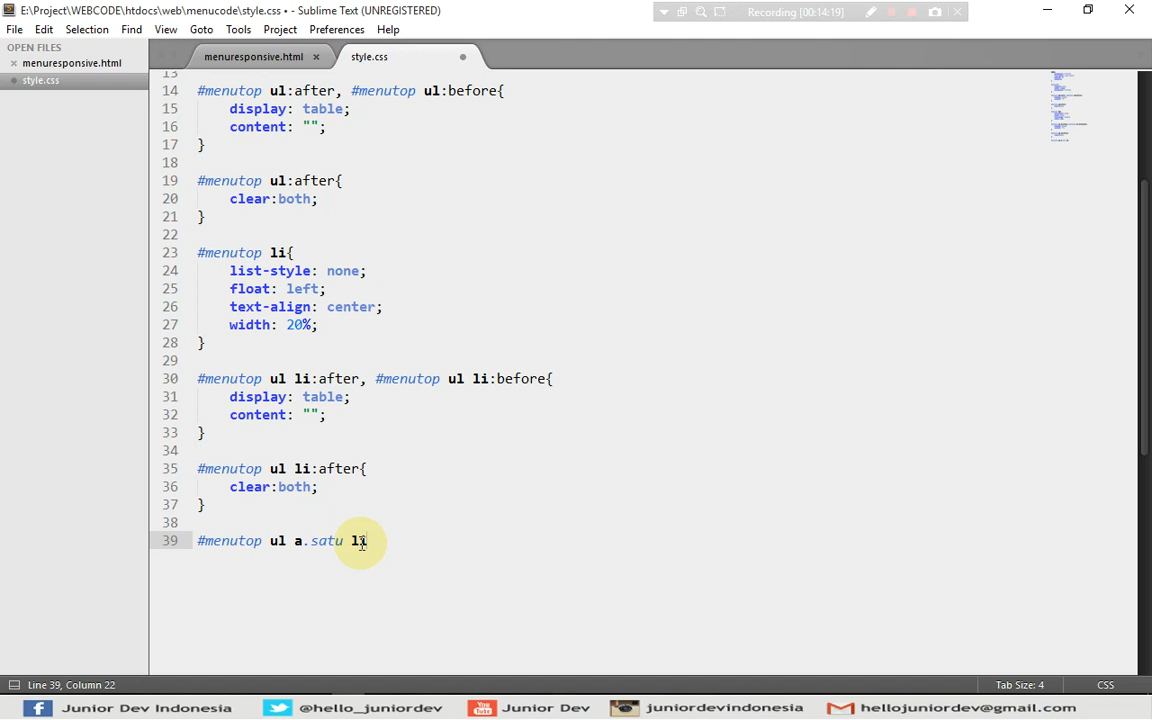 E:\Project\WEBCODE\htdocs\web\menucode\style.css • - Sublime Text (UNREGISTERED)
Recording [00:14:19]
File Edit Selection Find View Goto Tools Project Preferences Help
OPEN FILES
menuresponsive.html
style.css
menuresponsive.html
style.css
13
14 #menutop ul:after, #menutop ul:before{
15 display: table;
16 content: "";
17 }
18
19 #menutop ul:after{
20 clear:both;
21 }
22
23 #menutop li{
24 list-style: none;
25 float: left;
26 text-align: center;
27 width: 20%;
28 }
29
30 #menutop ul li:after, #menutop ul li:before{
31 display: table;
32 content: "";
33 }
34
35 #menutop ul li:after{
36 clear:both;
37 }
38
39 #menutop ul a.satu li
Line 39, Column 22
Tab Size: 4
CSS
Junior Dev Indonesia
@hello_juniordev
Junior Dev
juniordevindonesia
hellojuniordev@gmail.com